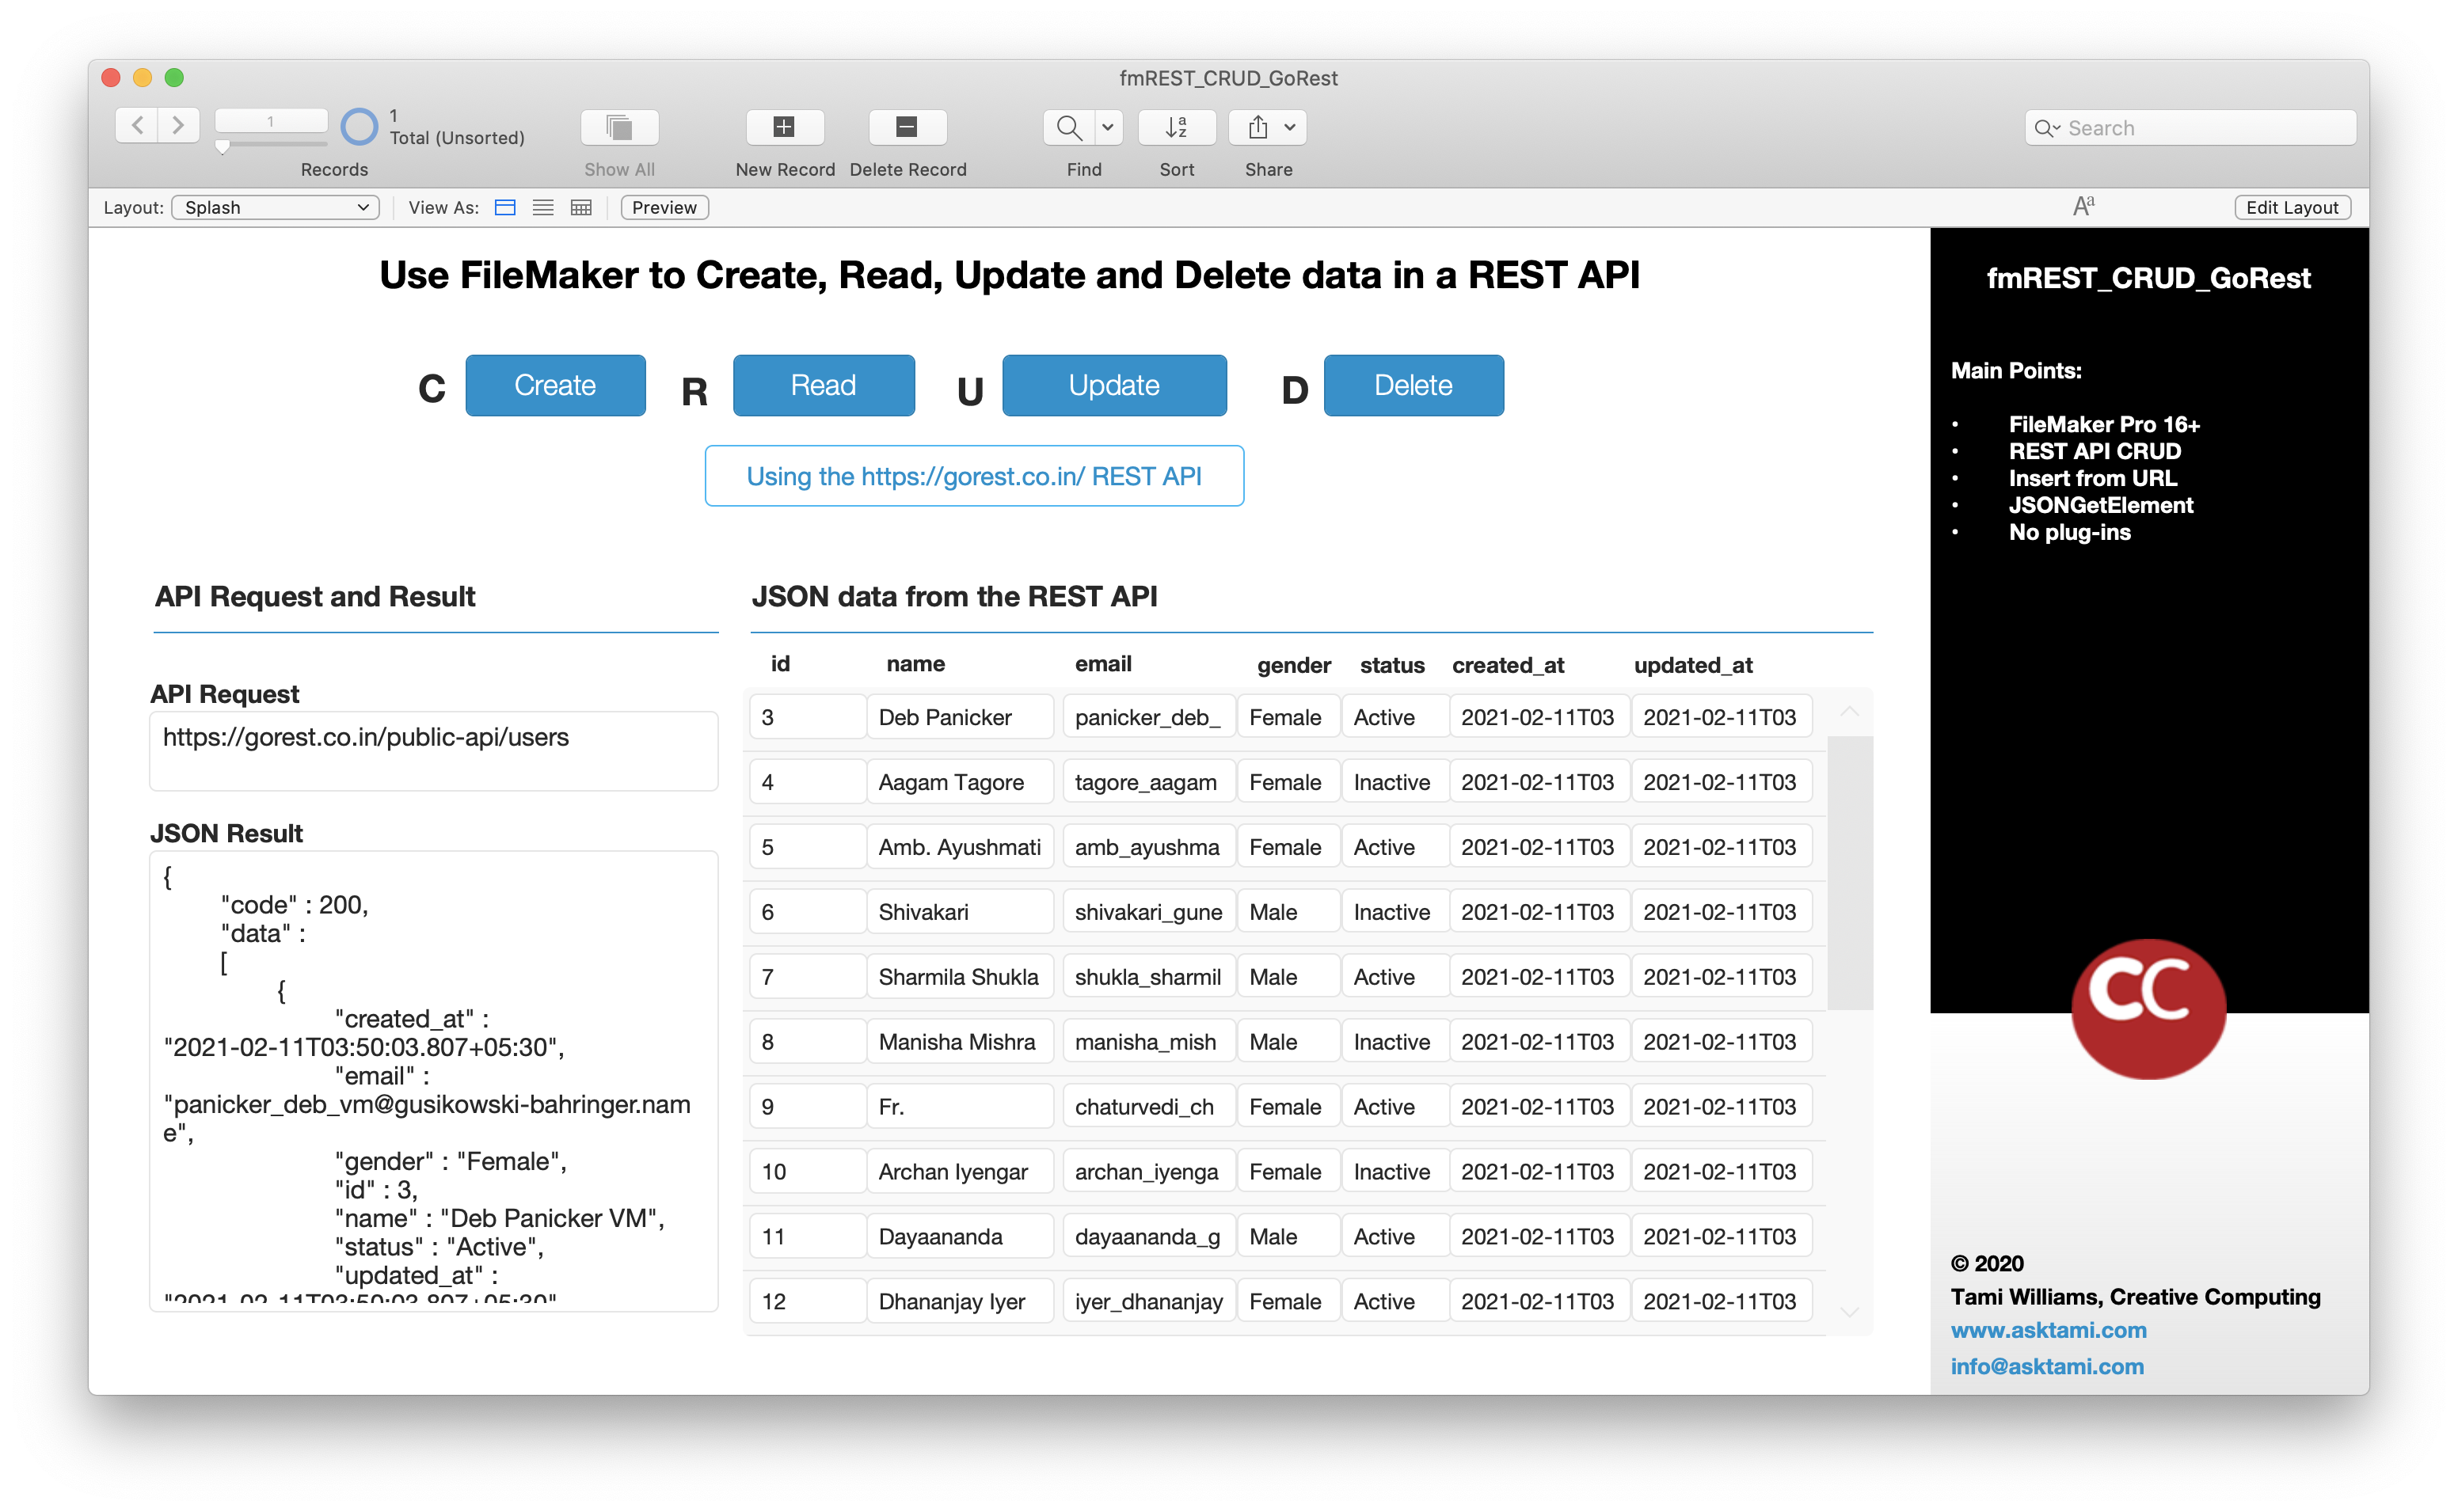 fmREST_CRUD_GoRest
1
1
Total (Unsorted)
Records
Show All
New Record
Delete Record
Find
Sort
Share
Search
Layout: Splash
View As:
Preview
Aa
Edit Layout
Use FileMaker to Create, Read, Update and Delete data in a REST API
C Create R Read U Update D Delete
Using the https://gorest.co.in/ REST API
API Request and Result
API Request
https://gorest.co.in/public-api/users
JSON Result
{
"code" : 200,
"data" :
[
{
"created_at" :
"2021-02-11T03:50:03.807+05:30",
"email" :
"panicker_deb_vm@gusikowski-bahringer.nam
e",
"gender" : "Female",
"id" : 3,
"name" : "Deb Panicker VM",
"status" : "Active",
"updated_at" :
"2021-02-11T03:50:03.807+05:30"
JSON data from the REST API
id name email gender status created_at updated_at
3 Deb Panicker panicker_deb_ Female Active 2021-02-11T03 2021-02-11T03
4 Aagam Tagore tagore_aagam Female Inactive 2021-02-11T03 2021-02-11T03
5 Amb. Ayushmati amb_ayushma Female Active 2021-02-11T03 2021-02-11T03
6 Shivakari shivakari_gune Male Inactive 2021-02-11T03 2021-02-11T03
7 Sharmila Shukla shukla_sharmil Male Active 2021-02-11T03 2021-02-11T03
8 Manisha Mishra manisha_mish Male Inactive 2021-02-11T03 2021-02-11T03
9 Fr. chaturvedi_ch Female Active 2021-02-11T03 2021-02-11T03
10 Archan Iyengar archan_iyenga Female Inactive 2021-02-11T03 2021-02-11T03
11 Dayaananda dayaananda_g Male Active 2021-02-11T03 2021-02-11T03
12 Dhananjay Iyer iyer_dhananjay Female Active 2021-02-11T03 2021-02-11T03
fmREST_CRUD_GoRest
Main Points:
• FileMaker Pro 16+
• REST API CRUD
• Insert from URL
• JSONGetElement
• No plug-ins
CC
© 2020
Tami Williams, Creative Computing
www.asktami.com
info@asktami.com